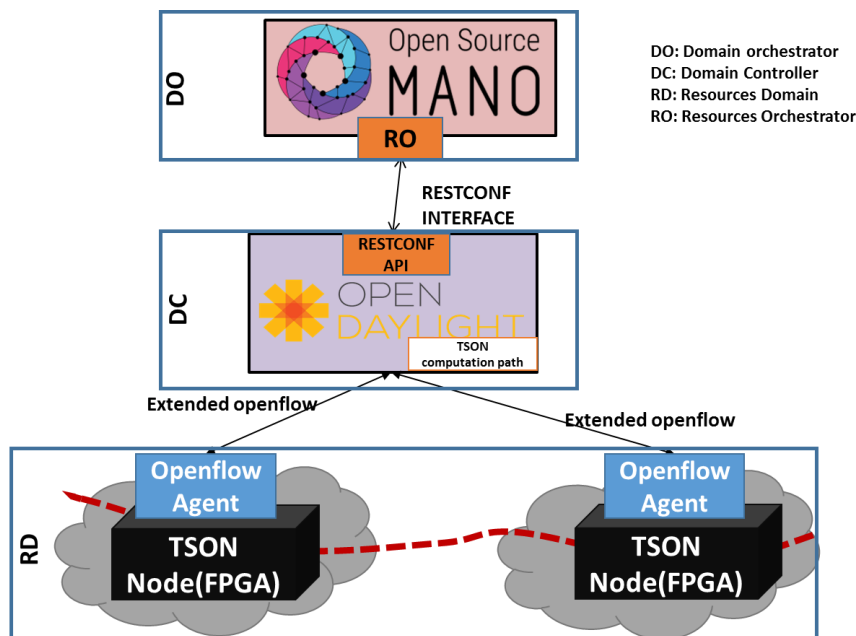 DO
Open Source
MANO
RO
DO: Domain orchestrator
DC: Domain Controller
RD: Resources Domain
RO: Resources Orchestrator
RESTCONF
INTERFACE
DC
RESTCONF
API
OPEN
DAYLIGHT
TSON
computation path
Extended openflow
Extended openflow
RD
Openflow
Agent
TSON
Node(FPGA)
Openflow
Agent
TSON
Node(FPGA)